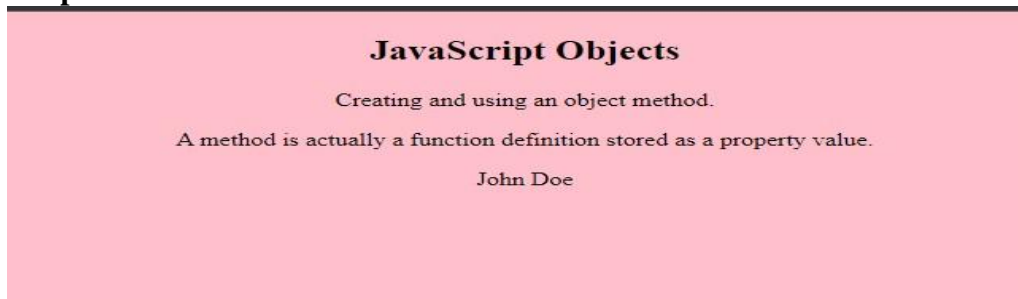 JavaScript Objects
Creating and using an object method.
A method is actually a function definition stored as a property value.
John Doe